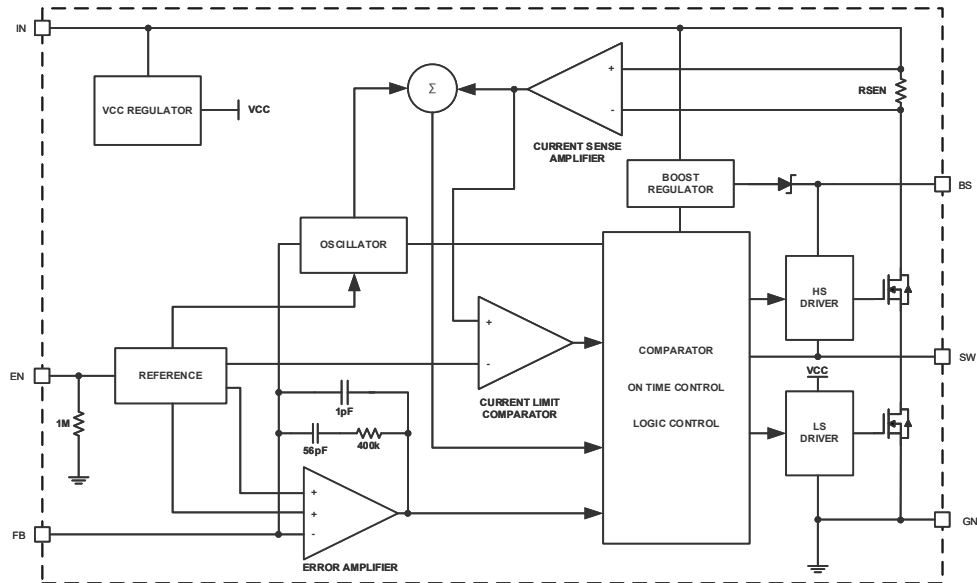 IN
VCC REGULATOR
VCC
Σ
+
-
CURRENT SENSE
AMPLIFIER
RSEN
BOOST
REGULATOR
BS
OSCILLATOR
HS
DRIVER
+
-
CURRENT LIMIT
COMPARATOR
COMPARATOR
ON TIME CONTROL
LOGIC CONTROL
SW
VCC
EN
REFERENCE
1M
1pF
56pF
400k
LS
DRIVER
+
+
-
ERROR AMPLIFIER
FB
GN